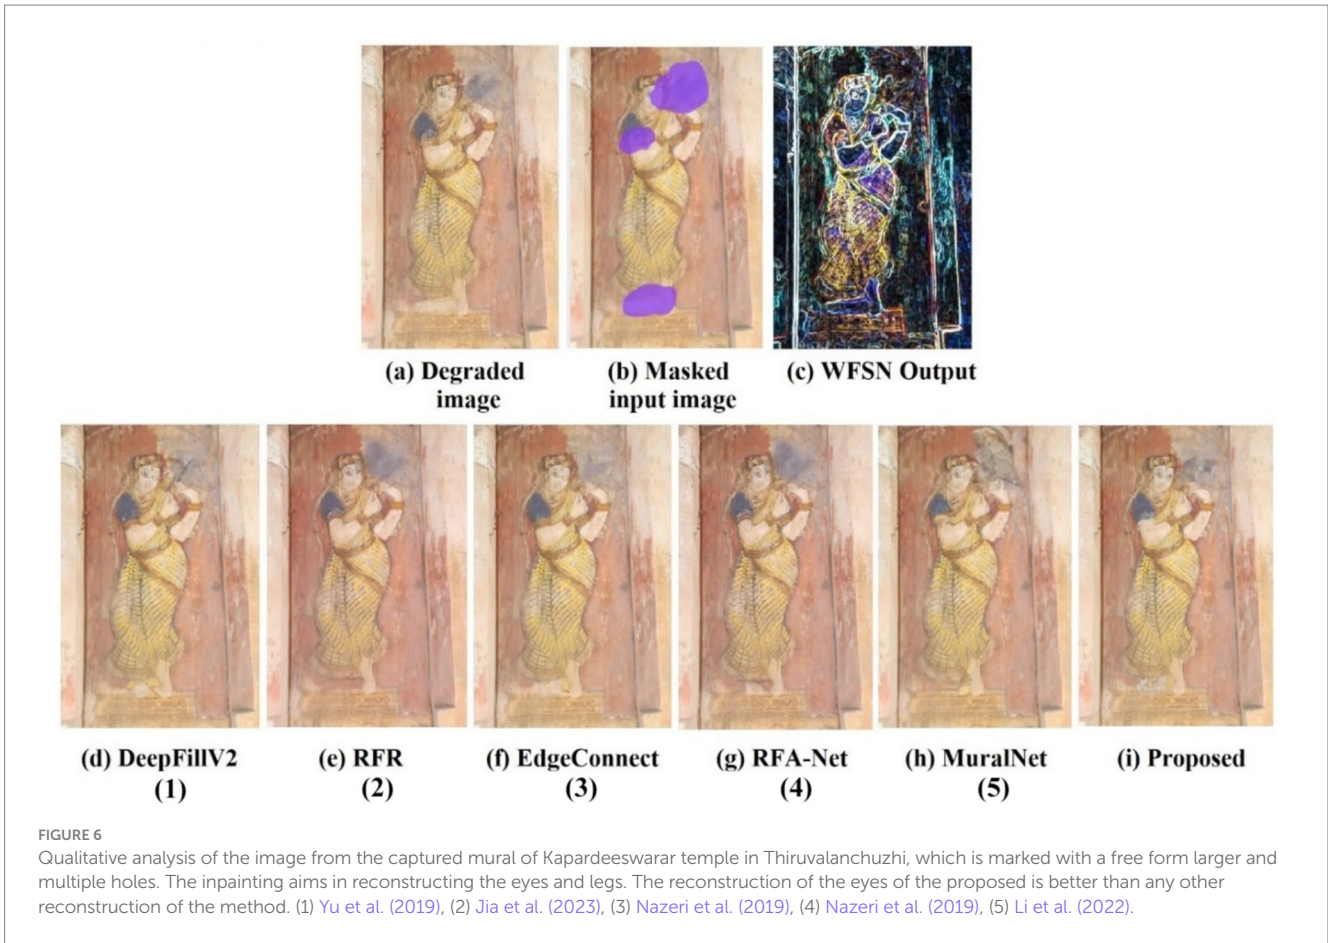 (a) Degraded
image
(b) Masked
input image
(c) WFSN Output
(d) DeepFillV2
(1)
(e) RFR
(2)
(f) EdgeConnect
(3)
(g) RFA-Net
(4)
(h) MuralNet
(5)
(i) Proposed
FIGURE 6
Qualitative analysis of the image from the captured mural of Kapardeeswarar temple in Thiruvalanchuzhi, which is marked with a free form larger and
multiple holes. The inpainting aims in reconstructing the eyes and legs. The reconstruction of the eyes of the proposed is better than any other
reconstruction of the method. (1) Yu et al. (2019), (2) Jia et al. (2023), (3) Nazeri et al. (2019), (4) Nazeri et al. (2019), (5) Li et al. (2022).